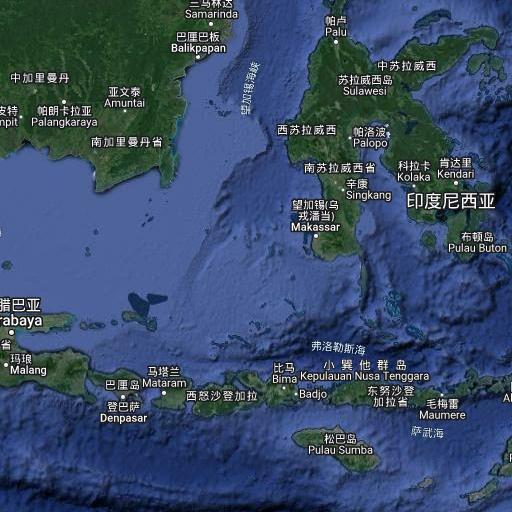 三马林达
Samarinda
巴厘巴板
Balikpapan
帕卢
Palu
中苏拉威西
望加锡海峡
苏拉威西岛
Sulawesi
中加里曼丹
亚文泰
Amuntai
皮特
mpit
帕朗卡拉亚
Palangkaraya
南加里曼丹省
西苏拉威西
帕洛波
Palopo
科拉卡
Kolaka
肯达里
Kendari
南苏拉威西省
辛康
Singkang
印度尼西亚
望加锡(乌
戎潘当)
Makassar
布顿岛
Pulau Buton
腊巴亚
rabaya
省
玛琅
Malang
弗洛勒斯海
小巽他群岛
Kepulauan Nusa Tenggara
巴厘岛
马塔兰
Mataram
比马
Bima
Badjo
西怒沙登加拉
东努沙登
加拉省
毛梅雷
Maumere
登巴萨
Denpasar
松巴岛
Pulau Sumba
萨武海